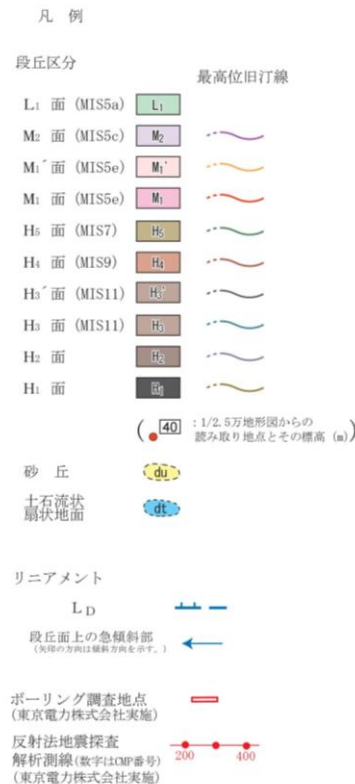 凡 例
段丘区分
最高位旧汀線
L₁ 面 (MIS5a) L₁
M₂ 面 (MIS5c) M₂
M₁´ 面 (MIS5e) M₁'
M₁ 面 (MIS5e) M₁
H₅ 面 (MIS7) H₅
H₄ 面 (MIS9) H₄
H₃´ 面 (MIS11) H₃'
H₃ 面 (MIS11) H₃
H₂ 面 H₂
H₁ 面 H₁
( 40 :1/2.5万地形図からの
読み取り地点とその標高 (m) )
砂 丘 du
土石流状
扇状地面 dt
リニアメント
L_D
段丘面上の急傾斜部
(矢印の方向は傾斜方向を示す。)
ボーリング調査地点
(東京電力株式会社実施)
反射法地震探査
解析測線(数字はCMP番号) 200 400
(東京電力株式会社実施)